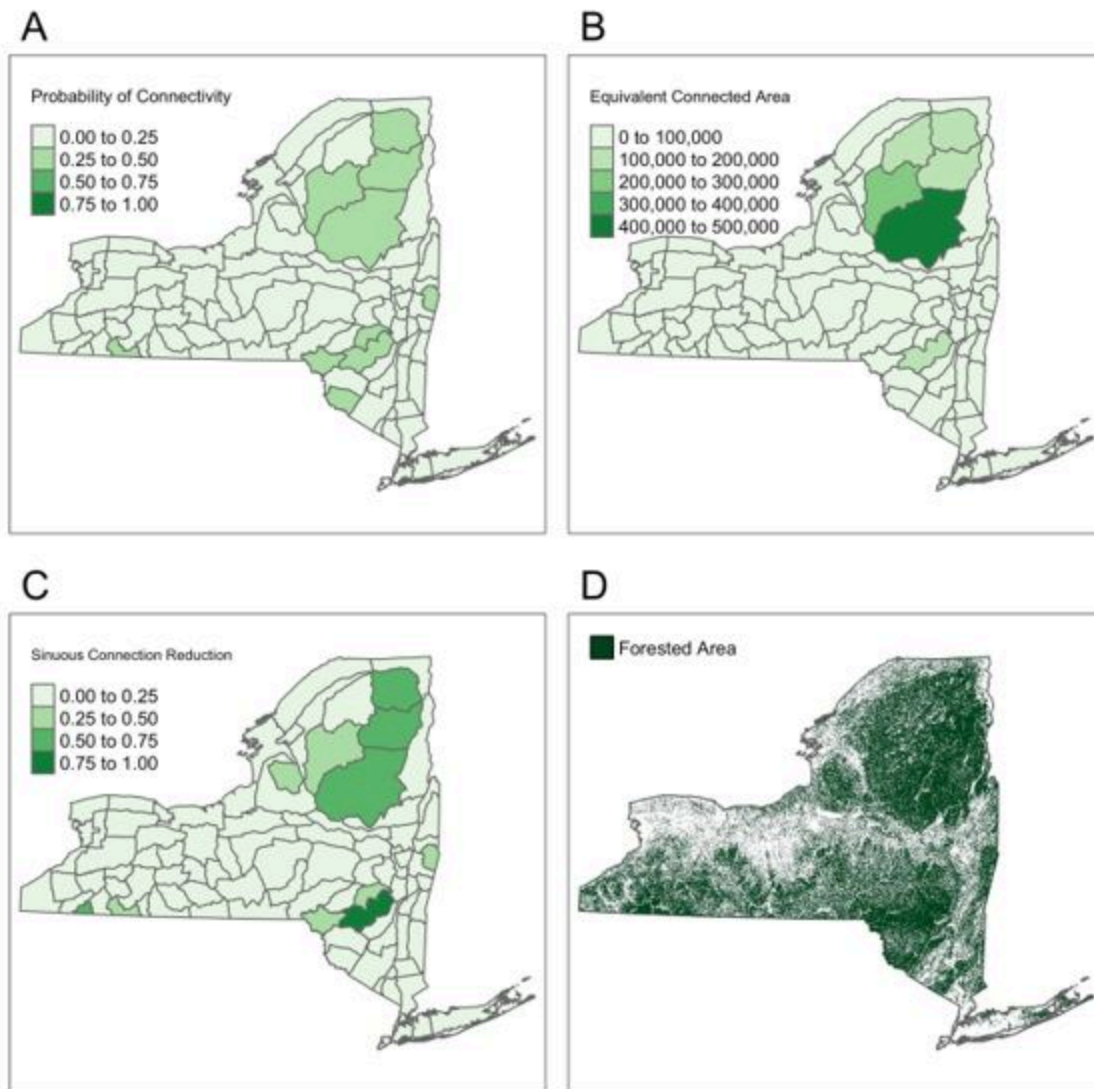 A
Probability of Connectivity
0.00 to 0.25
0.25 to 0.50
0.50 to 0.75
0.75 to 1.00
B
Equivalent Connected Area
0 to 100,000
100,000 to 200,000
200,000 to 300,000
300,000 to 400,000
400,000 to 500,000
C
Sinuous Connection Reduction
0.00 to 0.25
0.25 to 0.50
0.50 to 0.75
0.75 to 1.00
D
Forested Area